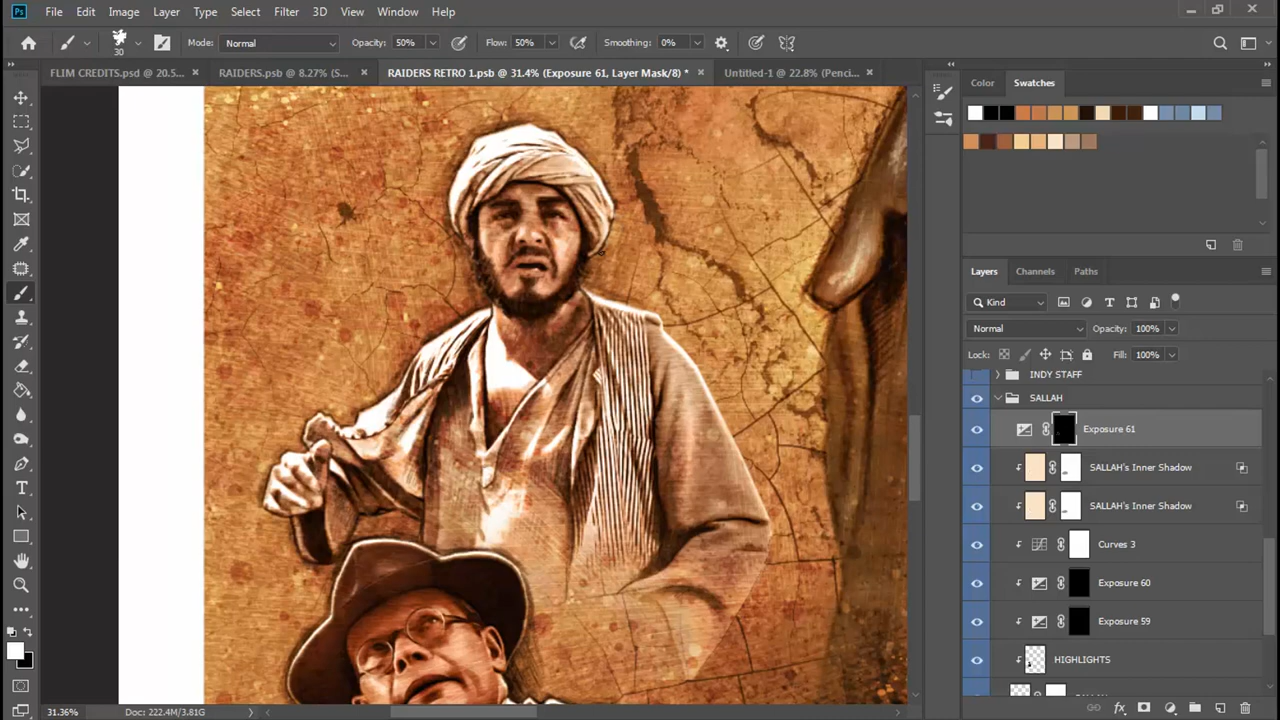 Ps File Edit Image Layer Type Select Filter 3D View Window Help
30 Mode: Normal Opacity: 50% Flow: 50% Smoothing: 0%
FLIM CREDITS.psd @ 20.5... × RAIDERS.psb @ 8.27% (S... × RAIDERS RETRO 1.psb @ 31.4% (Exposure 61, Layer Mask/8) * × Untitled-1 @ 22.8% (Penci... ×
Color Swatches
Layers Channels Paths
Kind
Normal Opacity: 100%
Lock: Fill: 100%
INDY STAFF
SALLAH
Exposure 61
SALLAH's Inner Shadow
SALLAH's Inner Shadow
Curves 3
Exposure 60
Exposure 59
HIGHLIGHTS
31.36% Doc: 222.4M/3.81G